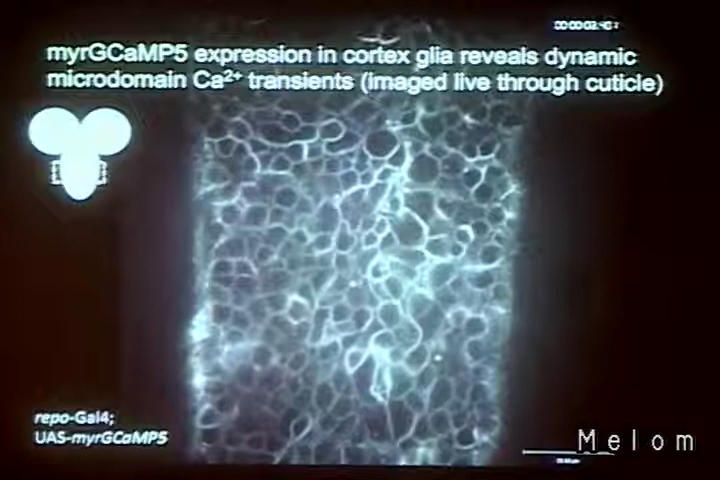 myrGCaMP5 expression in cortex glia reveals dynamic
microdomain Ca²⁺ transients (imaged live through cuticle)
repo-Gal4;
UAS-myrGCaMP5
Melom